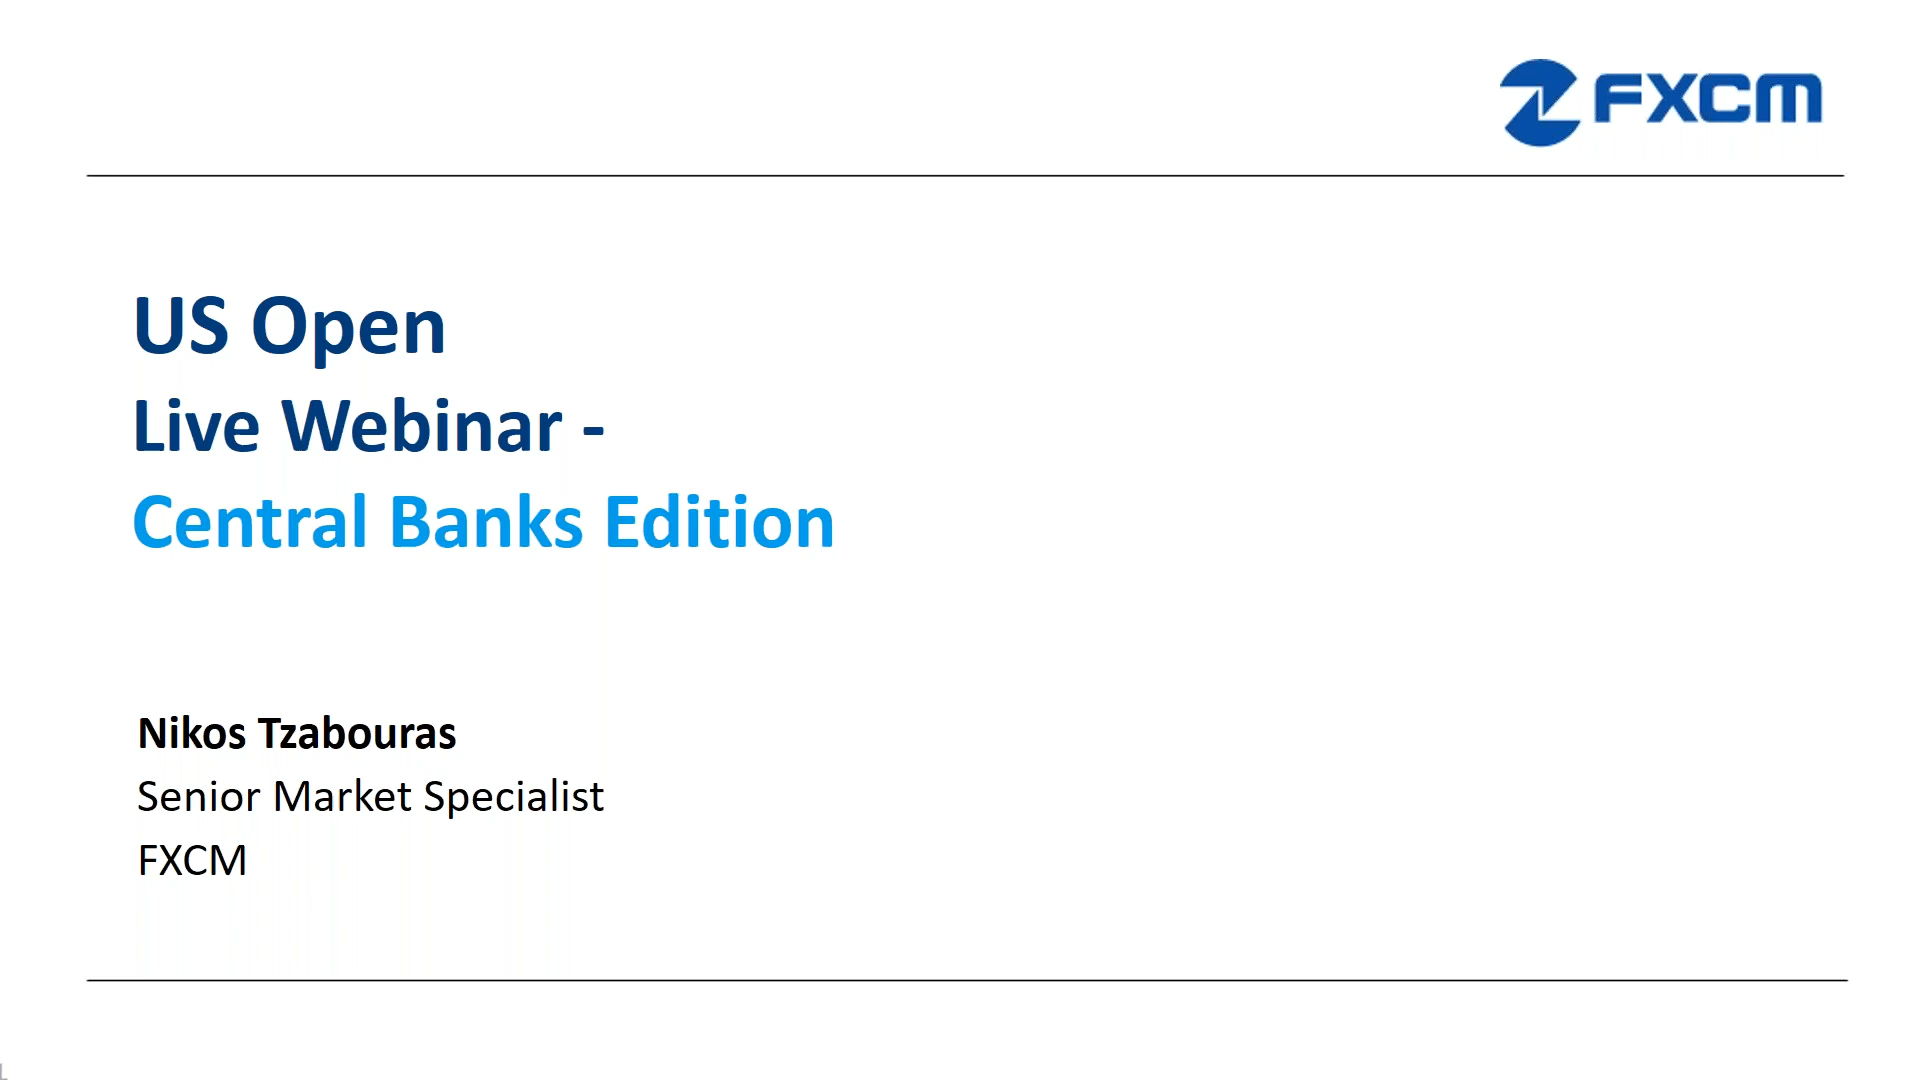 FXCM
US Open
Live Webinar -
Central Banks Edition
Nikos Tzabouras
Senior Market Specialist
FXCM